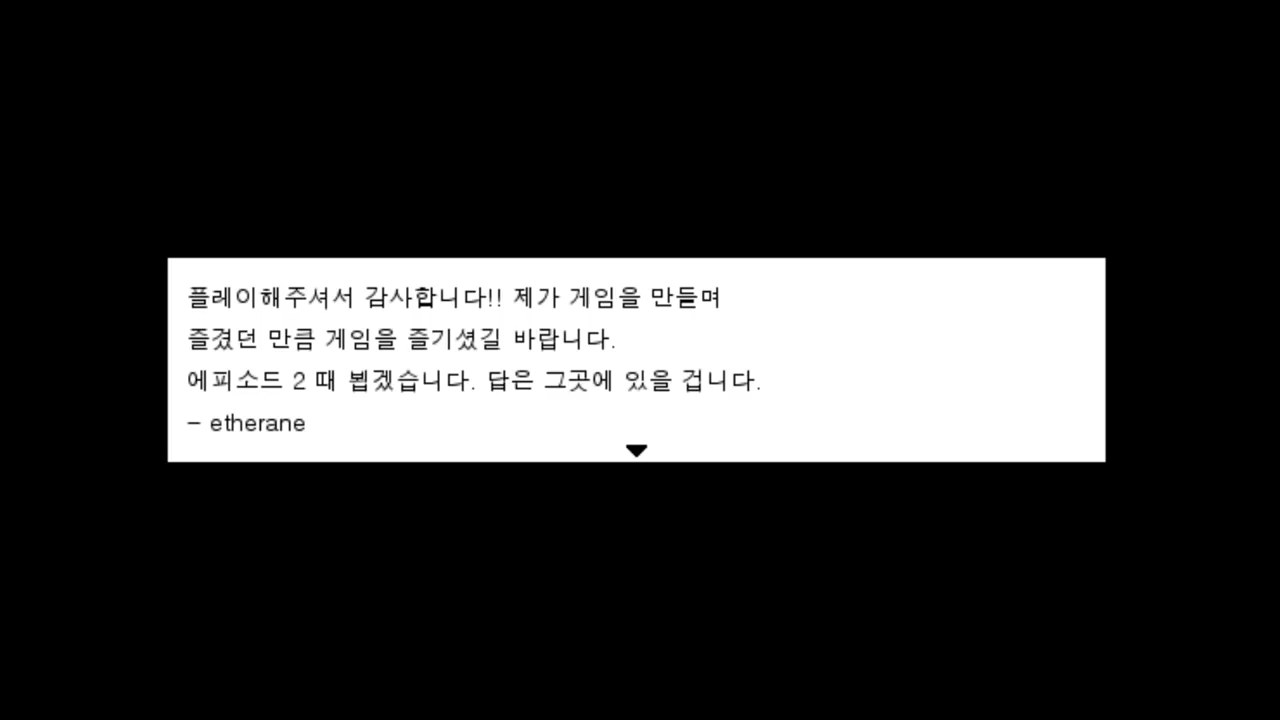 플레이해주셔서 감사합니다!! 제가 게임을 만듣며
즐겼던 만큼 게임을 즐기셨길 바랍니다.
에피소드 2 때 뵙겠습니다. 답은 그곳에 있을 겁니다.
– etherane